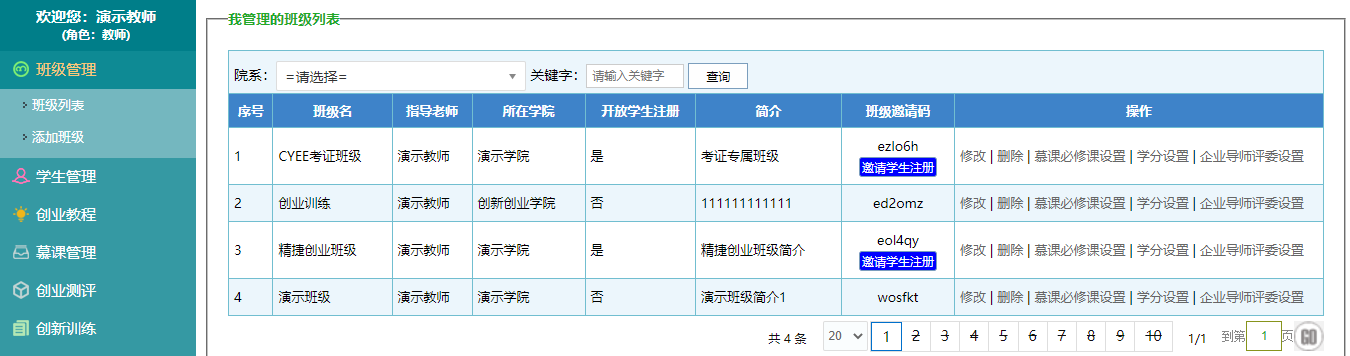 欢迎您：演示教师
(角色：教师)
班级管理
班级列表
添加班级
学生管理
创业教程
慕课管理
创业测评
创新训练
我管理的班级列表
院系： =请选择= 关键字： 请输入关键字 查询
序号 班级名 指导老师 所在学院 开放学生注册 简介 班级邀请码 操作
1 CYEE考证班级 演示教师 演示学院 是 考证专属班级 ezlo6h 邀请学生注册 修改 | 删除 | 慕课必修课设置 | 学分设置 | 企业导师评委设置
2 创业训练 演示教师 创新创业学院 否 111111111111 ed2omz 修改 | 删除 | 慕课必修课设置 | 学分设置 | 企业导师评委设置
3 精捷创业班级 演示教师 演示学院 是 精捷创业班级简介 eol4qy 邀请学生注册 修改 | 删除 | 慕课必修课设置 | 学分设置 | 企业导师评委设置
4 演示班级 演示教师 演示学院 否 演示班级简介1 wosfkt 修改 | 删除 | 慕课必修课设置 | 学分设置 | 企业导师评委设置
共 4 条 20 1 2 3 4 5 6 7 8 9 10 1/1 到第 1 页 GO